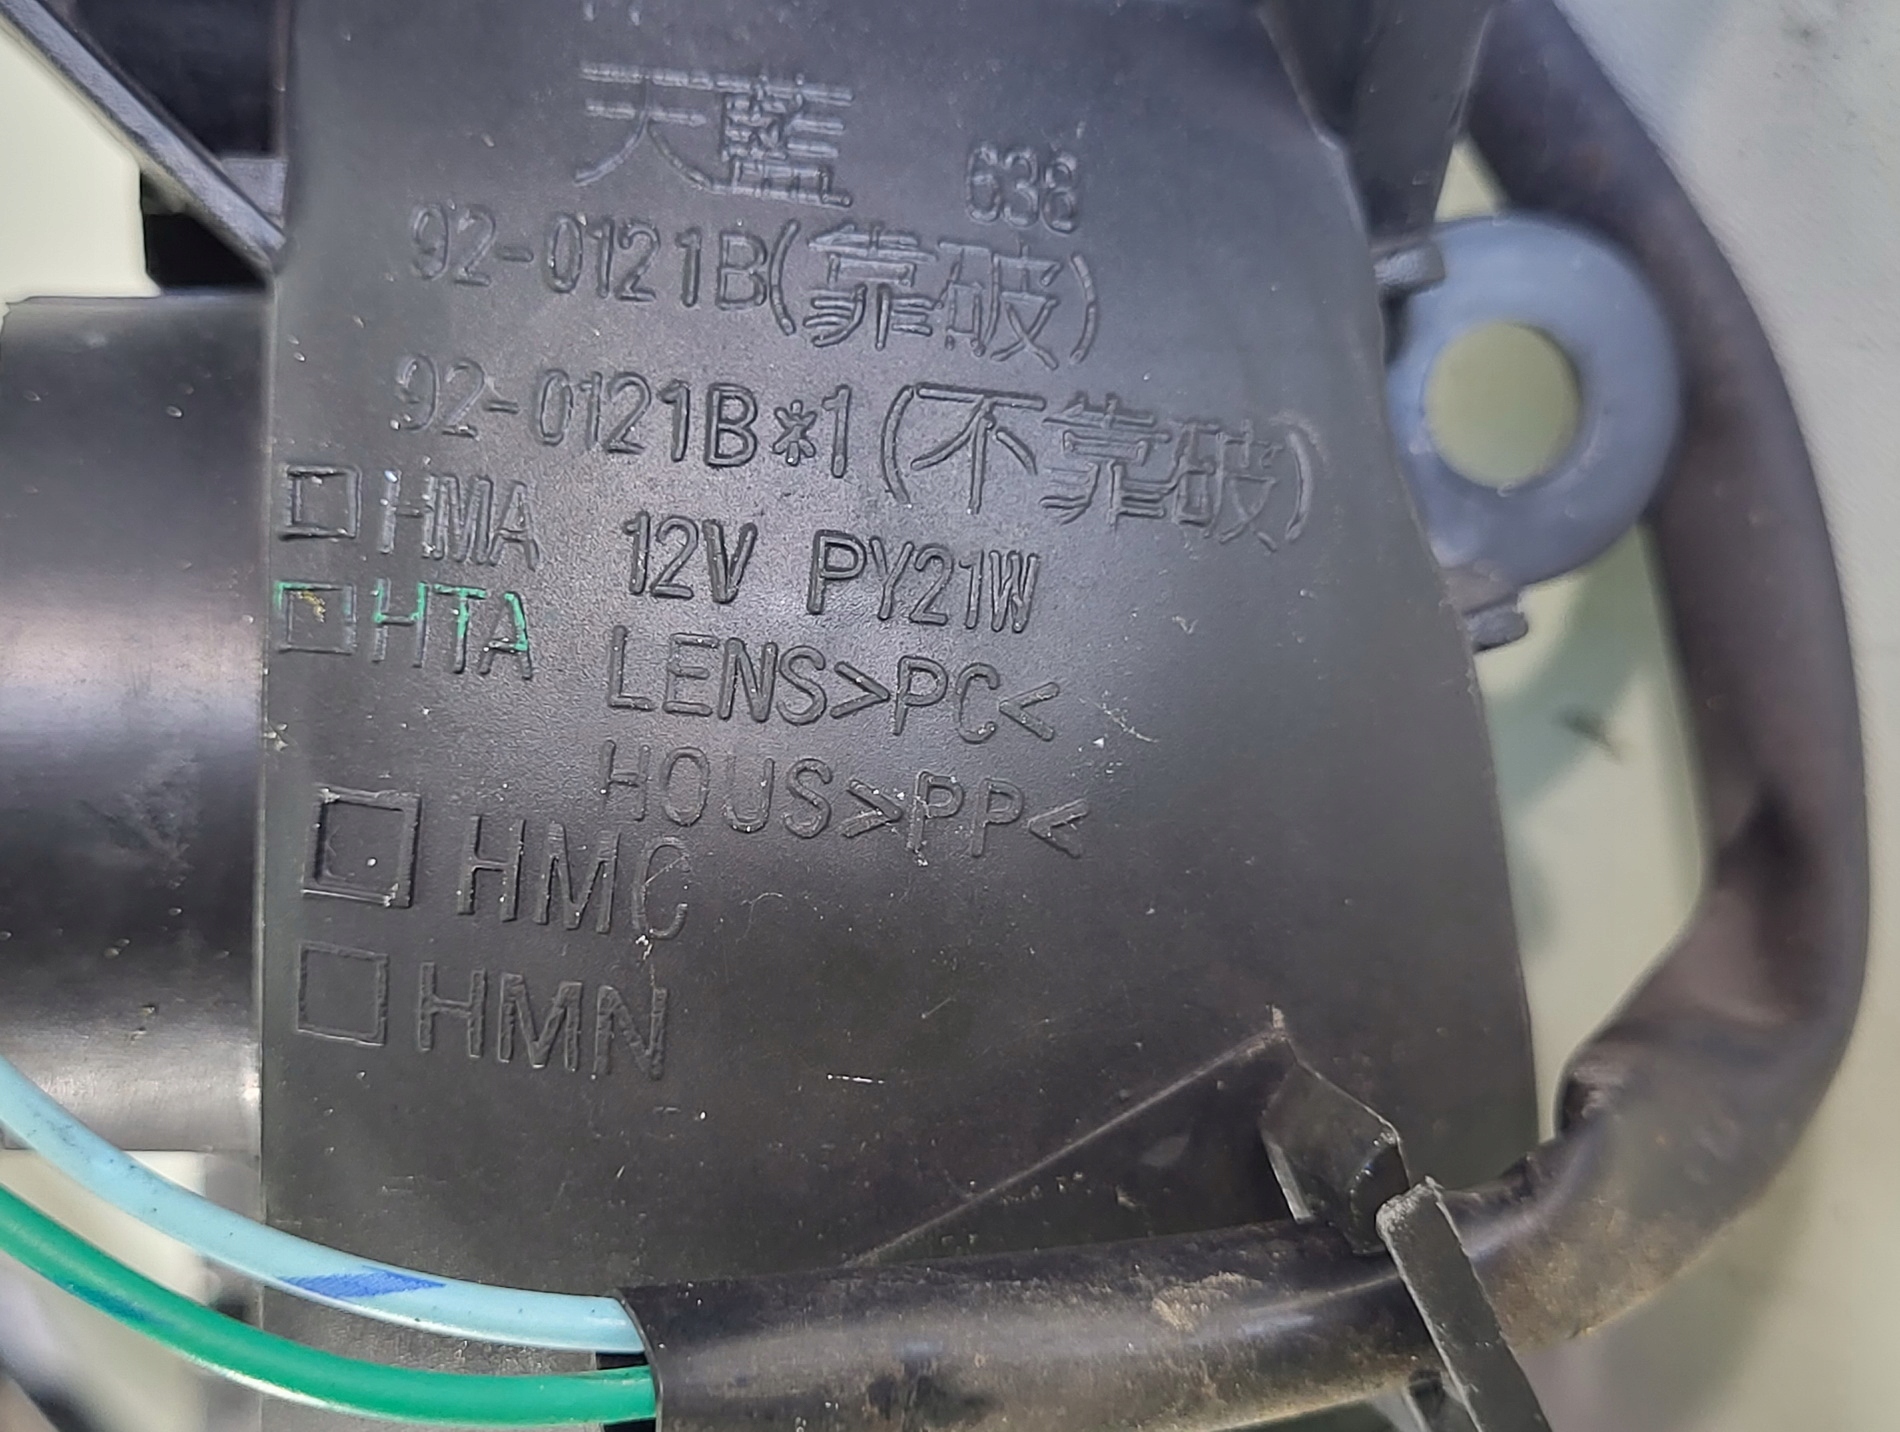 天藍 638
92-0121B(靠破)
92-0121B*1(不靠破)
□HMA 12V PY21W
□HTA LENS>PC<
HOUS>PP<
□HMC
□HMN